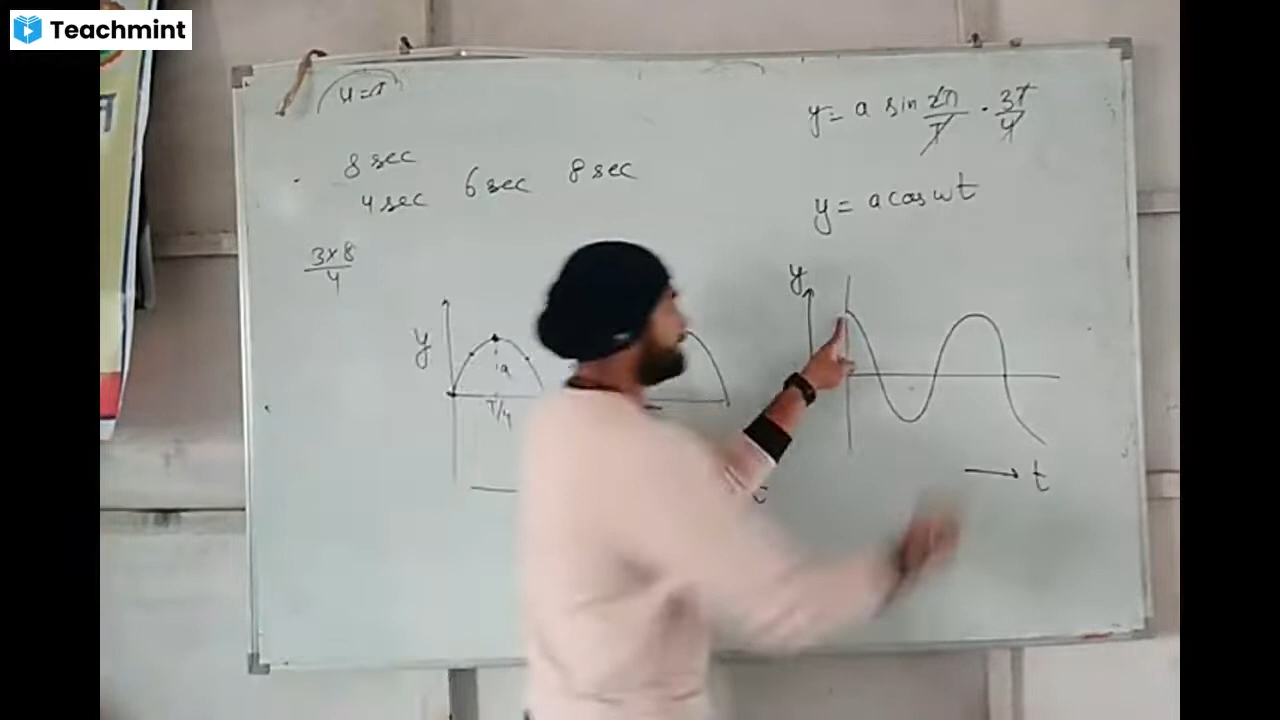 Teachmint
y = a sin 2π/T · 3T/4
8 sec
4 sec 6 sec 8 sec
y = a cos ωt
3×8/4
y
y
a
T/4
t